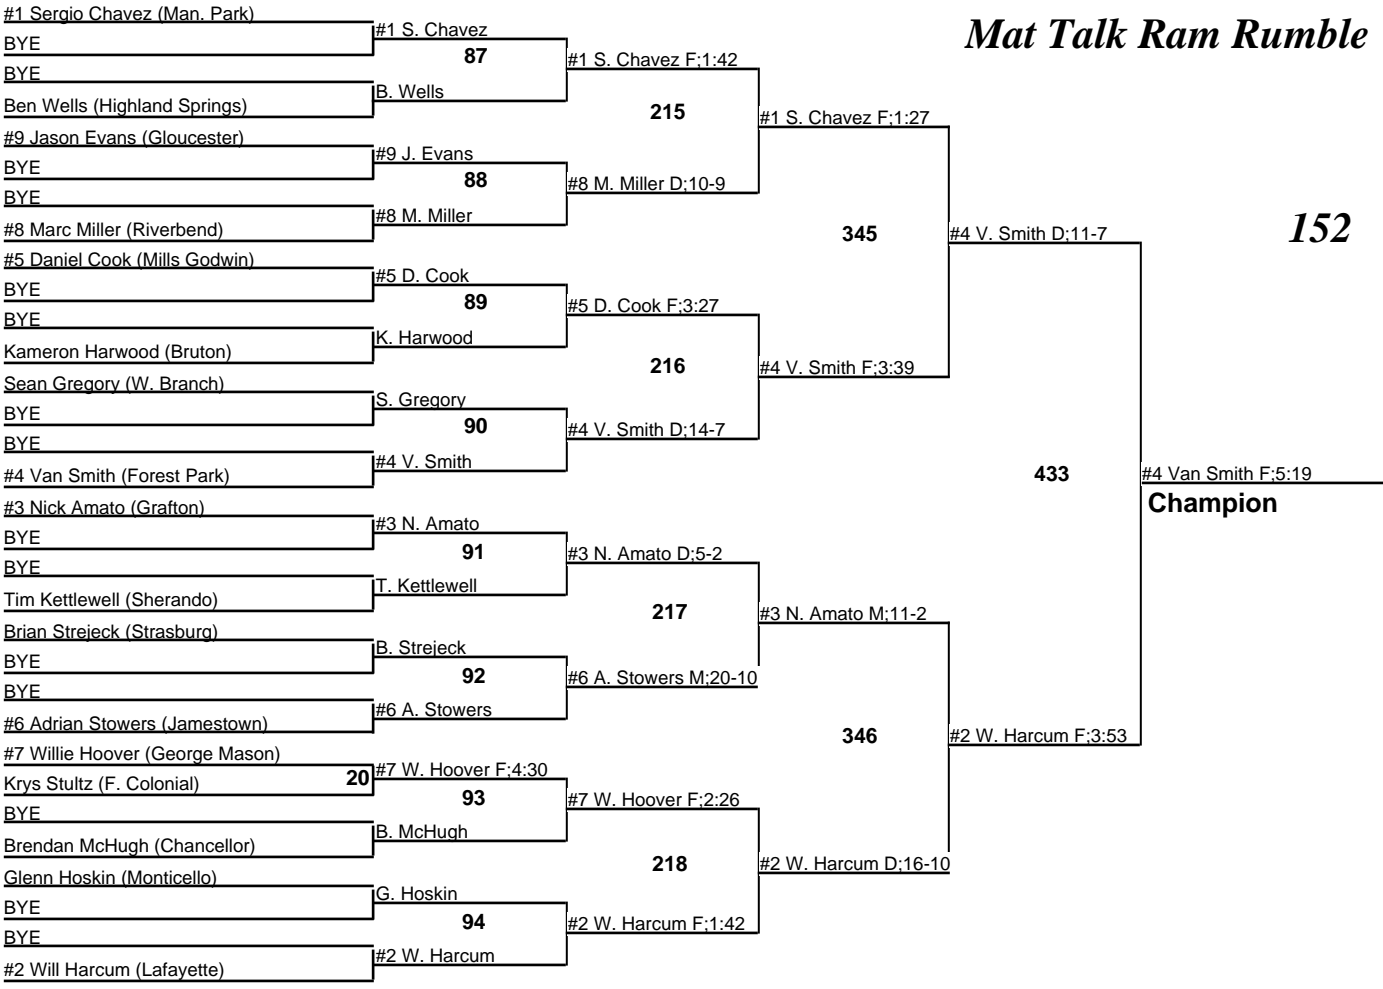 #1 Sergio Chavez (Man. Park)
BYE
BYE
Ben Wells (Highland Springs)
#9 Jason Evans (Gloucester)
BYE
BYE
#8 Marc Miller (Riverbend)
#5 Daniel Cook (Mills Godwin)
BYE
BYE
Kameron Harwood (Bruton)
Sean Gregory (W. Branch)
BYE
BYE
#4 Van Smith (Forest Park)
#3 Nick Amato (Grafton)
BYE
BYE
Tim Kettlewell (Sherando)
Brian Strejeck (Strasburg)
BYE
BYE
#6 Adrian Stowers (Jamestown)
#7 Willie Hoover (George Mason)
Krys Stultz (F. Colonial)
20
BYE
Brendan McHugh (Chancellor)
Glenn Hoskin (Monticello)
BYE
BYE
#2 Will Harcum (Lafayette)
#1 S. Chavez
87
B. Wells
#9 J. Evans
88
#8 M. Miller
#5 D. Cook
89
K. Harwood
S. Gregory
90
#4 V. Smith
#3 N. Amato
91
T. Kettlewell
B. Strejeck
92
#6 A. Stowers
#7 W. Hoover F;4:30
93
B. McHugh
G. Hoskin
94
#2 W. Harcum
#1 S. Chavez F;1:42
215
#8 M. Miller D;10-9
#5 D. Cook F;3:27
216
#4 V. Smith D;14-7
#3 N. Amato D;5-2
217
#6 A. Stowers M;20-10
#7 W. Hoover F;2:26
218
#2 W. Harcum F;1:42
#1 S. Chavez F;1:27
345
#4 V. Smith F;3:39
#3 N. Amato M;11-2
346
#2 W. Harcum D;16-10
#4 V. Smith D;11-7
433
#2 W. Harcum F;3:53
#4 Van Smith F;5:19
Champion
Mat Talk Ram Rumble
152